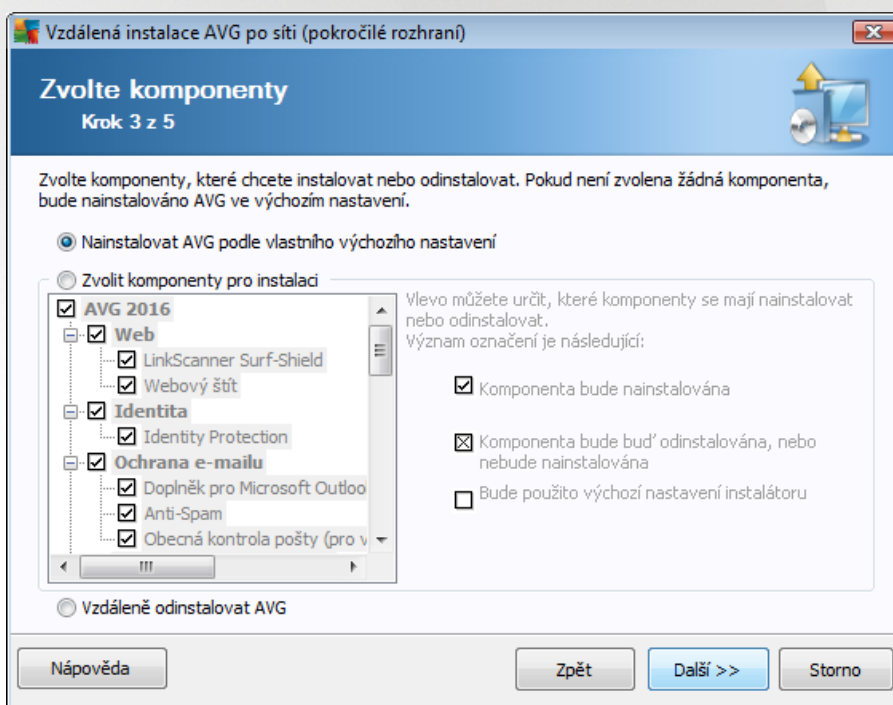 Vzdálená instalace AVG po síti (pokročilé rozhraní)
Zvolte komponenty
Krok 3 z 5
Zvolte komponenty, které chcete instalovat nebo odinstalovat. Pokud není zvolena žádná komponenta,
bude nainstalováno AVG ve výchozím nastavení.
Nainstalovat AVG podle vlastního výchozího nastavení
Zvolit komponenty pro instalaci
AVG 2016
Web
LinkScanner Surf-Shield
Webový štít
Identita
Identity Protection
Ochrana e-mailu
Doplněk pro Microsoft Outloo
Anti-Spam
Obecná kontrola pošty (pro v
Vlevo můžete určit, které komponenty se mají nainstalovat
nebo odinstalovat.
Význam označení je následující:
Komponenta bude nainstalována
Komponenta bude buď odinstalována, nebo
nebude nainstalována
Bude použito výchozí nastavení instalátoru
Vzdáleně odinstalovat AVG
Nápověda
Zpět
Další >>
Storno